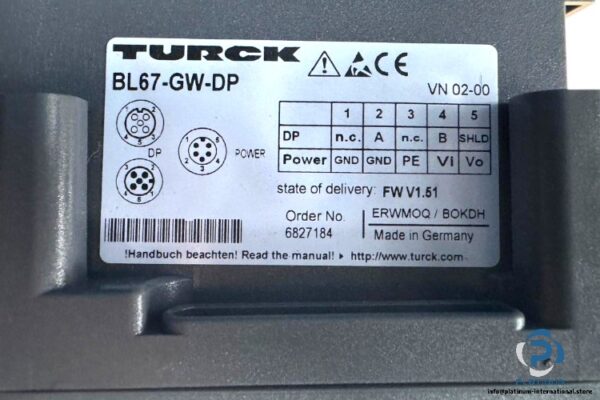 TURCK
BL67-GW-DP
VN 02-00
1 2 3 4 5
DP n.c. A n.c. B SHLD
Power GND GND PE Vi Vo
DP
POWER
state of delivery: FW V1.51
Order No. ERWMOQ / BOKDH
6827184 Made in Germany
!Handbuch beachten! Read the manual! ▸ http://www.turck.com
info@platinum-international.store